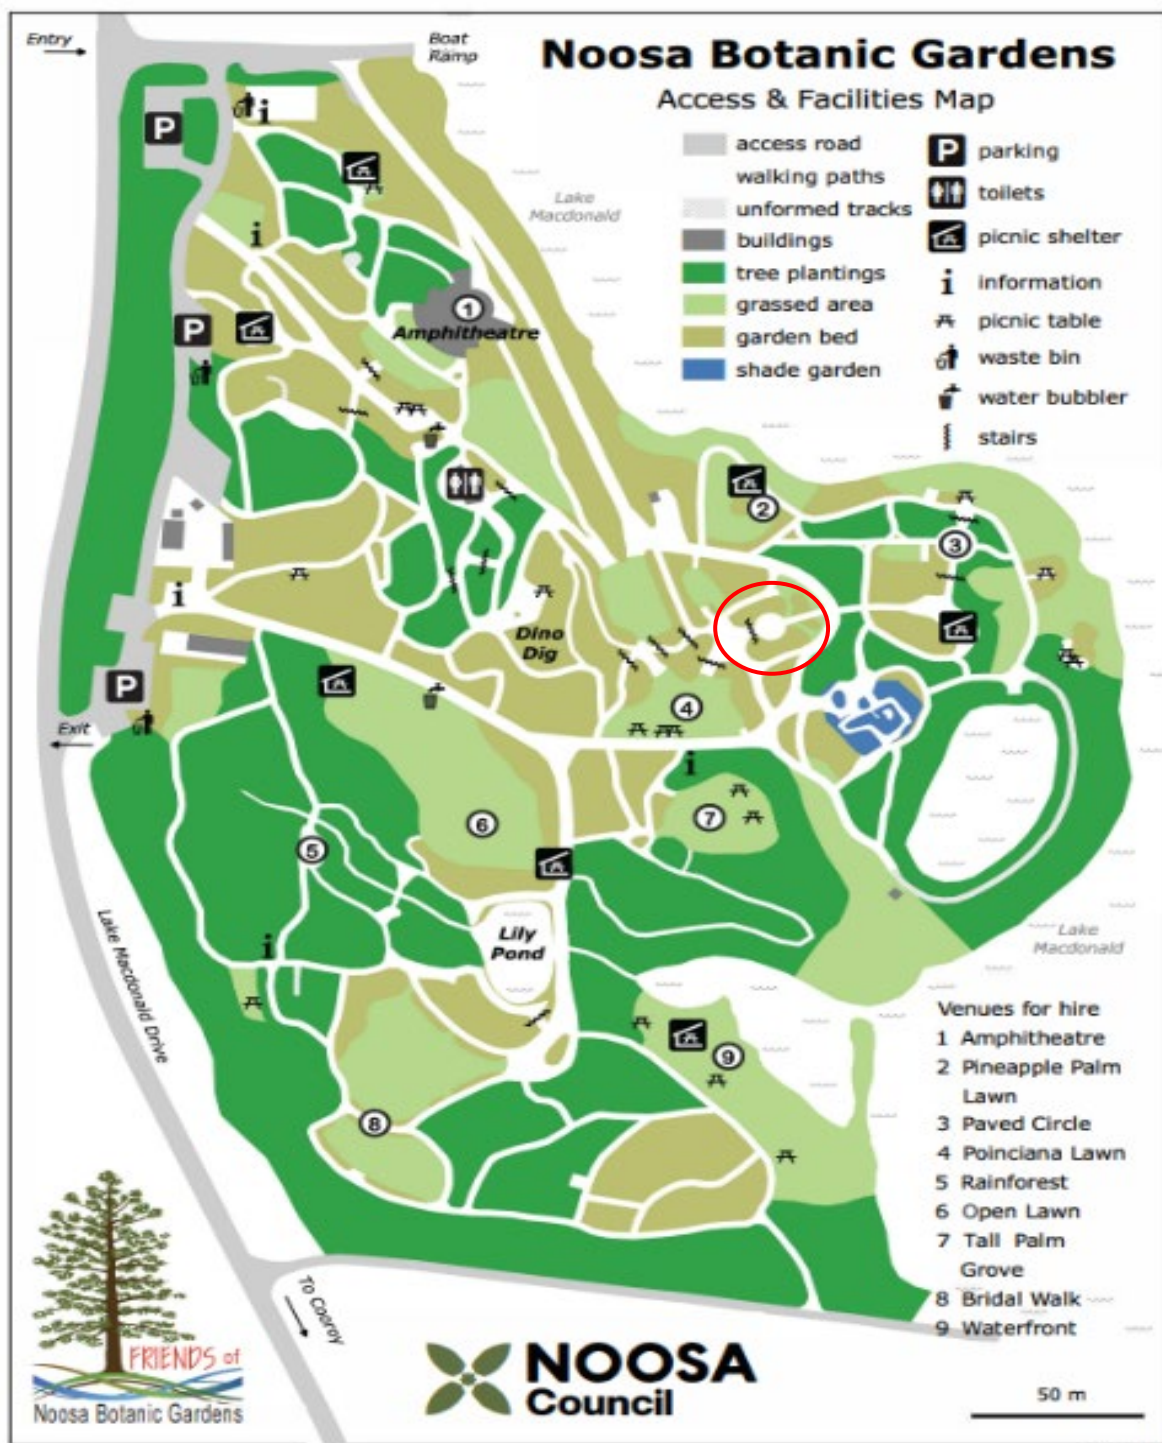 Entry
Boat
Ramp
Noosa Botanic Gardens
Access & Facilities Map
access road
walking paths
unformed tracks
buildings
tree plantings
grassed area
garden bed
shade garden
P parking
toilets
picnic shelter
i information
picnic table
waste bin
water bubbler
stairs
Lake
Macdonald
P
i
i
1
Amphitheatre
P
2
3
i
Dino
Dig
P
4
Exit
i
6
7
5
Lily
Pond
i
Lake
Macdonald
Lake Macdonald Drive
9
8
Venues for hire
1 Amphitheatre
2 Pineapple Palm
Lawn
3 Paved Circle
4 Poinciana Lawn
5 Rainforest
6 Open Lawn
7 Tall Palm
Grove
8 Bridal Walk
9 Waterfront
To Cooroy
FRIENDS of
Noosa Botanic Gardens
NOOSA
Council
50 m